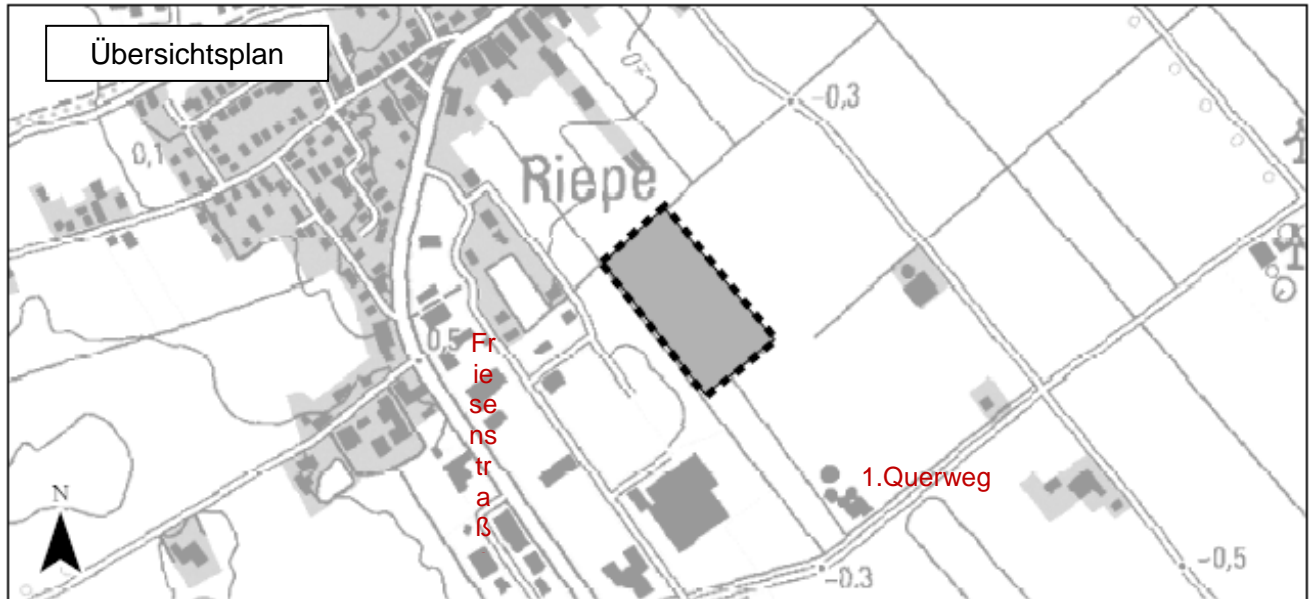 Übersichtsplan
-0,3
0,1
Riepe
0,5
Fr
ie
se
ns
tr
a
ß
1.Querweg
N
-0.3
-0,5